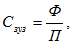 Cзуз = Ф/П,